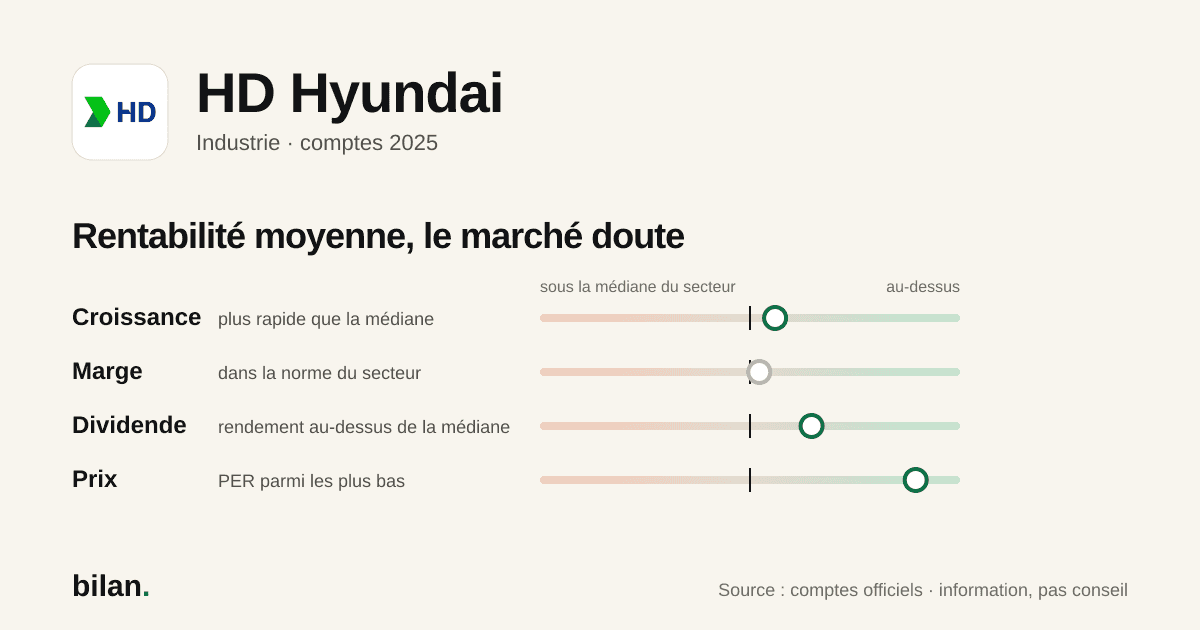 HD
HD Hyundai
Industrie · comptes 2025
Rentabilité moyenne, le marché doute
sous la médiane du secteur au-dessus
Croissance plus rapide que la médiane
Marge dans la norme du secteur
Dividende rendement au-dessus de la médiane
Prix PER parmi les plus bas
bilan.
Source : comptes officiels · information, pas conseil